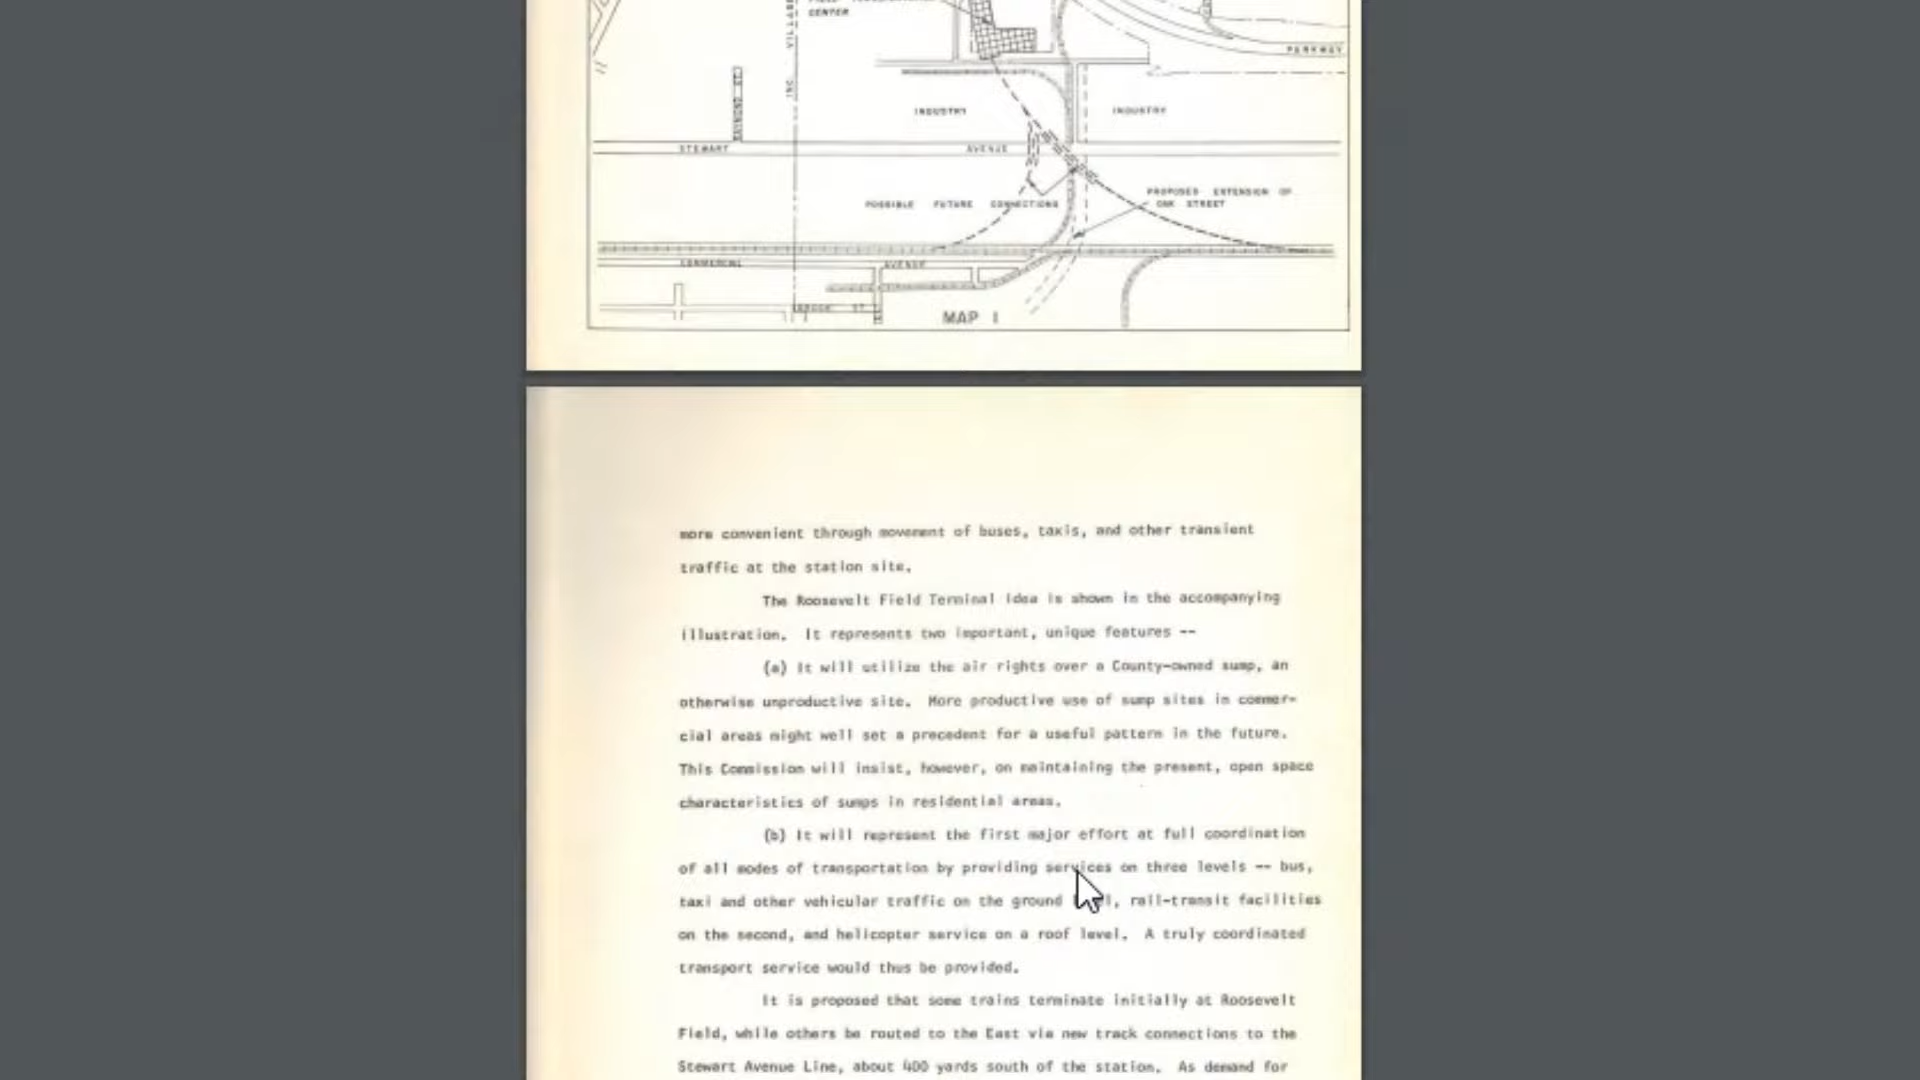 CENTER
PARKWAY
INC. VILLAGE
RAYMOND CT
INDUSTRY
INDUSTRY
STEWART
AVENUE
POSSIBLE FUTURE CONNECTIONS
PROPOSED EXTENSION OF
OAK STREET
COMMERCIAL
AVENUE
MAP 1
more convenient through movement of buses, taxis, and other transient
traffic at the station site.
The Roosevelt Field Terminal idea is shown in the accompanying
illustration. It represents two important, unique features --
(a) It will utilize the air rights over a County-owned sump, an
otherwise unproductive site. More productive use of sump sites in commer-
cial areas might well set a precedent for a useful pattern in the future.
This Commission will insist, however, on maintaining the present, open space
characteristics of sumps in residential areas.
(b) It will represent the first major effort at full coordination
of all modes of transportation by providing services on three levels -- bus,
taxi and other vehicular traffic on the ground level, rail-transit facilities
on the second, and helicopter service on a roof level. A truly coordinated
transport service would thus be provided.
It is proposed that some trains terminate initially at Roosevelt
Field, while others be routed to the East via new track connections to the
Stewart Avenue Line, about 400 yards south of the station. As demand for